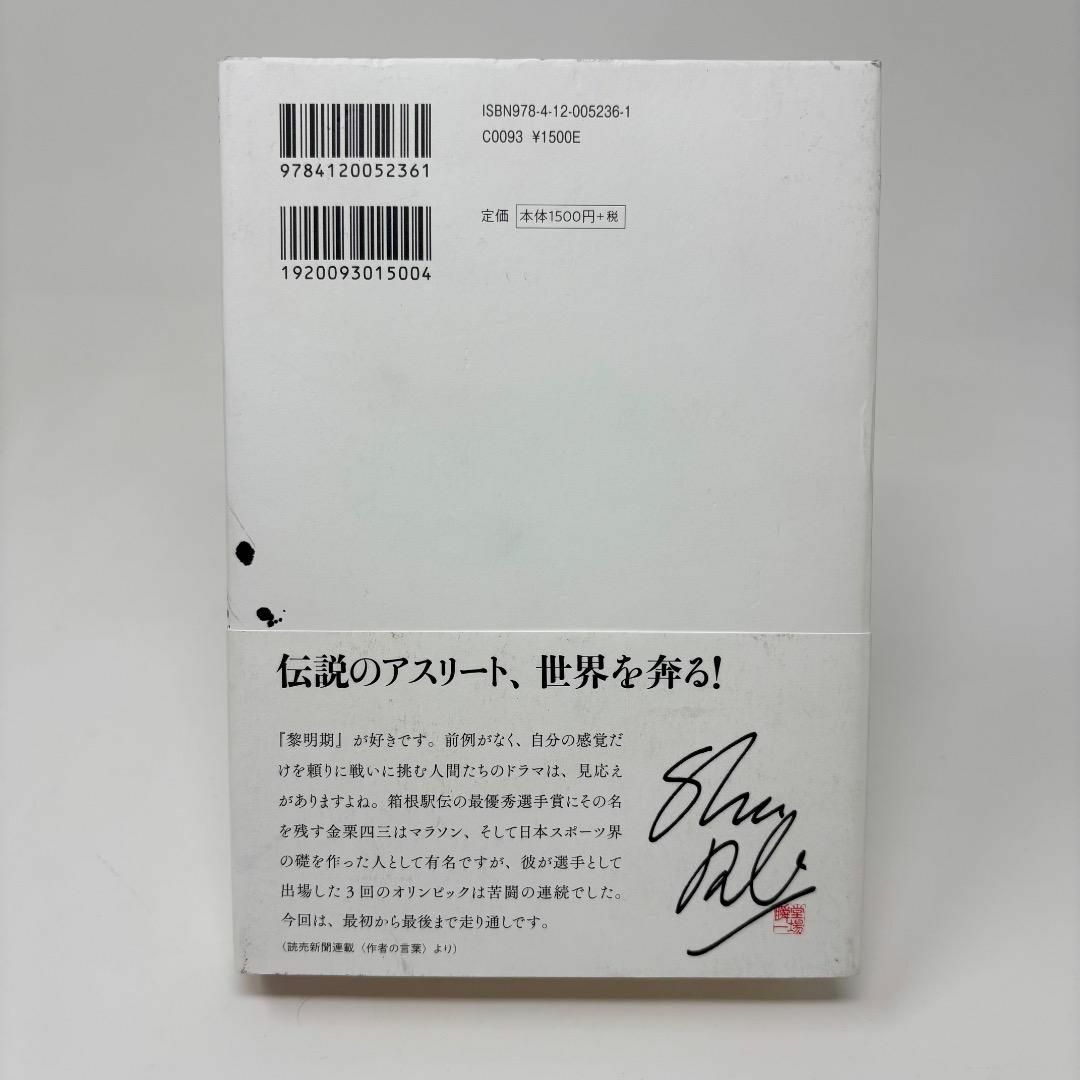 ISBN978-4-12-005236-1
C0093 ¥1500E
9784120052361
定価 本体1500円+税
1920093015004
伝説のアスリート、世界を奔る!
『黎明期』が好きです。前例がなく、自分の感覚だ
けを頼りに戦いに挑む人間たちのドラマは、見応え
がありますよね。箱根駅伝の最優秀選手賞にその名
を残す金栗四三はマラソン、そして日本スポーツ界
の礎を作った人として有名ですが、彼が選手として
出場した3回のオリンピックは苦闘の連続でした。
今回は、最初から最後まで走り通しです。
(読売新聞連載〈作者の言葉〉より)
堂場
瞬一